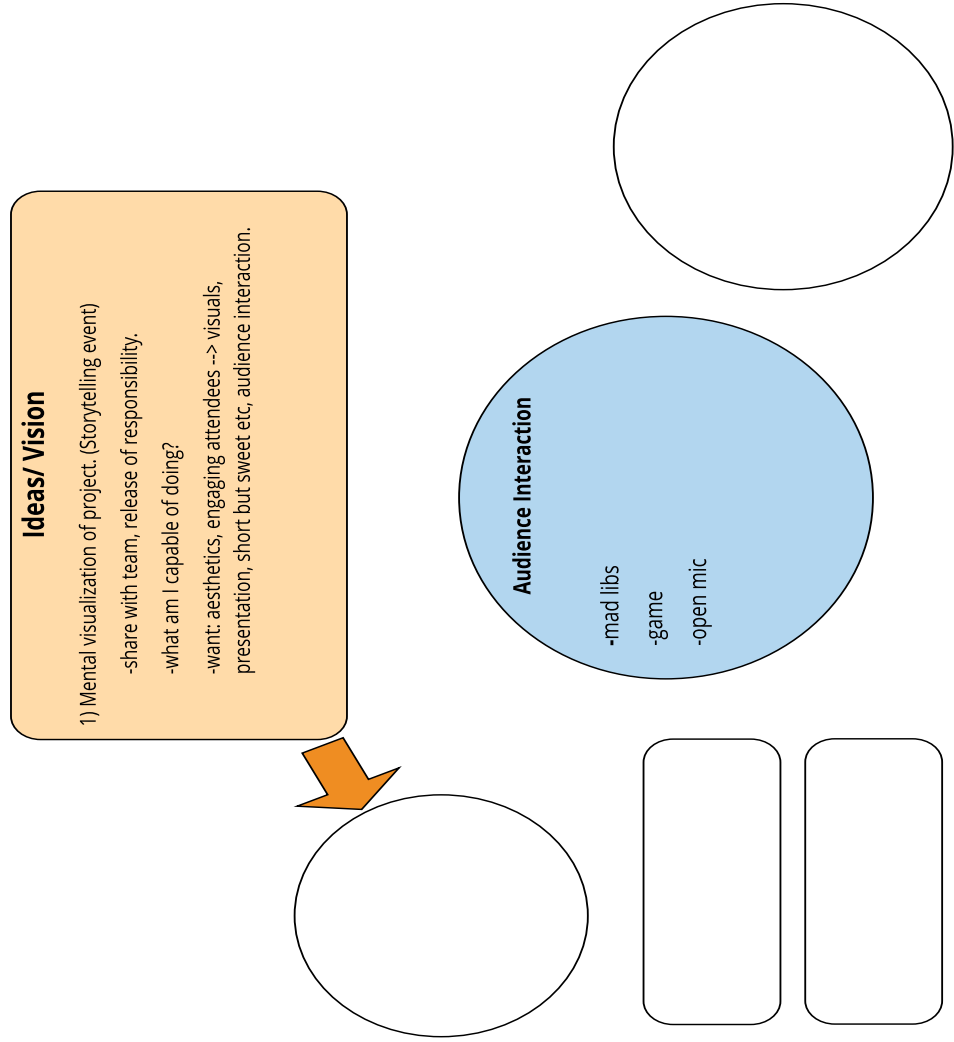 Ideas/ Vision
1) Mental visualization of project. (Storytelling event)
-share with team, release of responsibility.
-what am I capable of doing?
-want: aesthetics, engaging attendees --> visuals,
presentation, short but sweet etc, audience interaction.
Audience Interaction
-mad libs
-game
-open mic